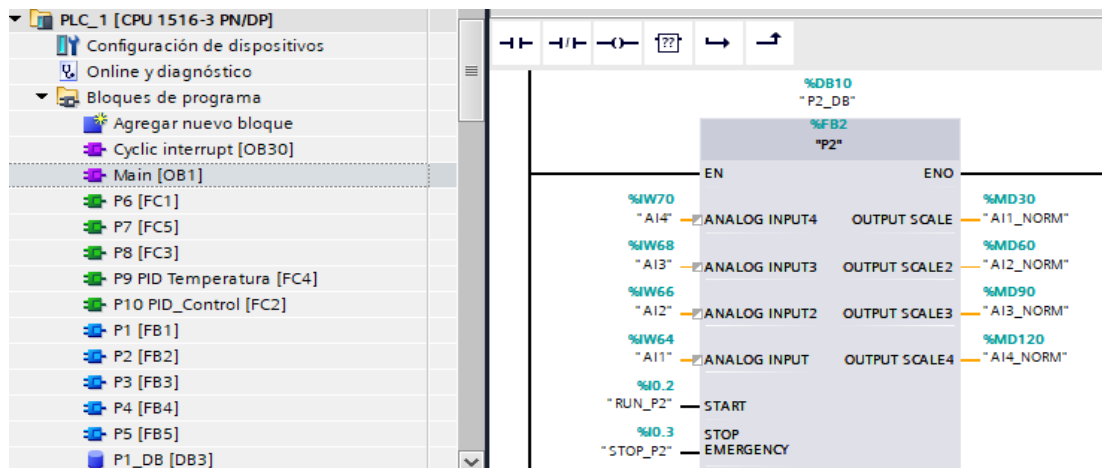 PLC_1 [CPU 1516-3 PN/DP]
Configuración de dispositivos
Online y diagnóstico
Bloques de programa
Agregar nuevo bloque
Cyclic interrupt [OB30]
Main [OB1]
P6 [FC1]
P7 [FC5]
P8 [FC3]
P9 PID Temperatura [FC4]
P10 PID_Control [FC2]
P1 [FB1]
P2 [FB2]
P3 [FB3]
P4 [FB4]
P5 [FB5]
P1_DB [DB3]
??
%DB10
"P2_DB"
%FB2
"P2"
EN ENO
%IW70 %MD30
"AI4" ANALOG INPUT4 OUTPUT SCALE "AI1_NORM"
%IW68 %MD60
"AI3" ANALOG INPUT3 OUTPUT SCALE2 "AI2_NORM"
%IW66 %MD90
"AI2" ANALOG INPUT2 OUTPUT SCALE3 "AI3_NORM"
%IW64 %MD120
"AI1" ANALOG INPUT OUTPUT SCALE4 "AI4_NORM"
%I0.2
"RUN_P2" START
%I0.3 STOP
"STOP_P2" EMERGENCY